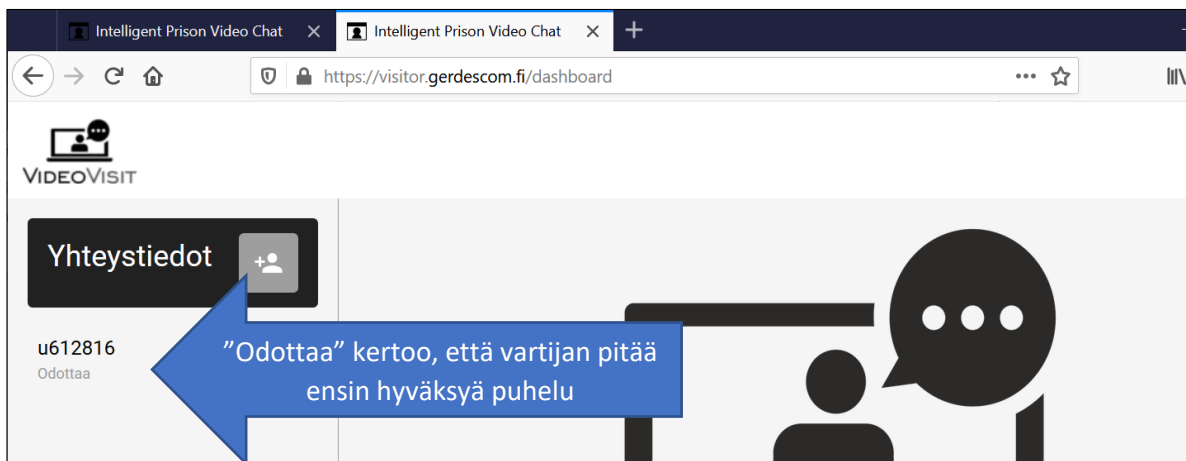 Intelligent Prison Video Chat
Intelligent Prison Video Chat
https://visitor.gerdescom.fi/dashboard
VIDEOVISIT
Yhteystiedot
u612816
Odottaa
”Odottaa” kertoo, että vartijan pitää
ensin hyväksyä puhelu